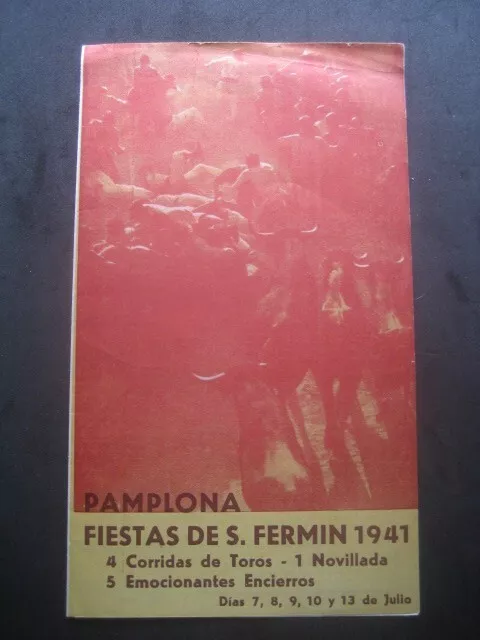 PAMPLONA
FIESTAS DE S. FERMIN 1941
4 Corridas de Toros - 1 Novillada
5 Emocionantes Encierros
Días 7, 8, 9, 10 y 13 de Julio